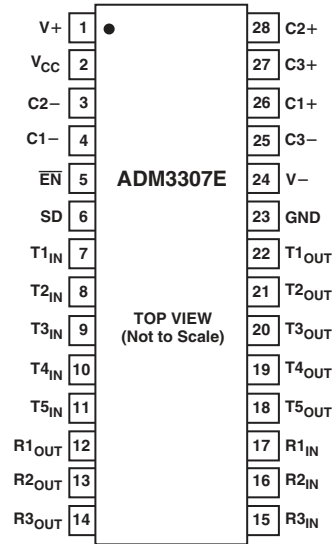 V+ 1 28 C2+
VCC 2 27 C3+
C2– 3 26 C1+
C1– 4 25 C3–
EN 5 ADM3307E 24 V–
SD 6 23 GND
T1IN 7 22 T1OUT
T2IN 8 21 T2OUT
T3IN 9 TOP VIEW 20 T3OUT
(Not to Scale)
T4IN 10 19 T4OUT
T5IN 11 18 T5OUT
R1OUT 12 17 R1IN
R2OUT 13 16 R2IN
R3OUT 14 15 R3IN